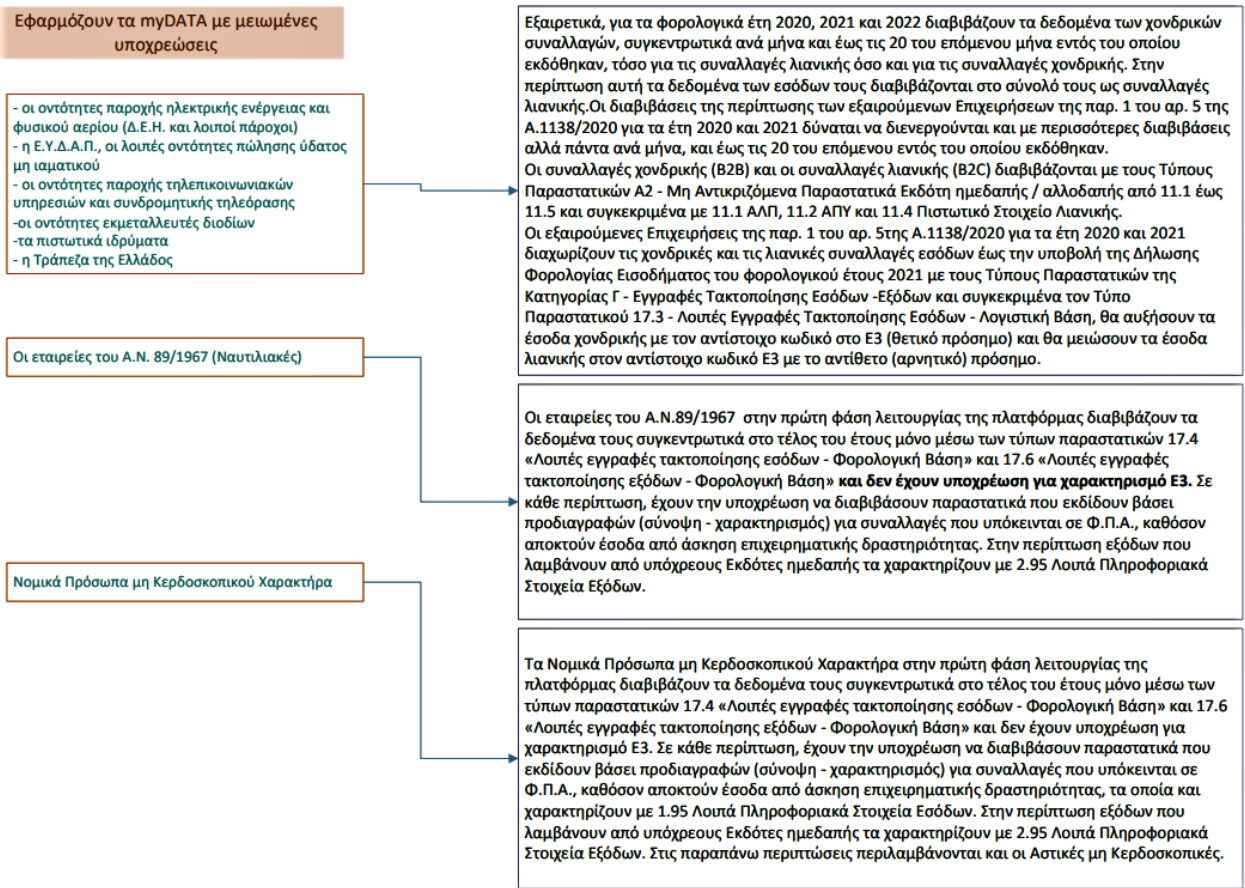 Εφαρμόζουν τα myDATA με μειωμένες
υποχρεώσεις
- οι οντότητες παροχής ηλεκτρικής ενέργειας και
φυσικού αερίου (Δ.Ε.Η. και λοιποί πάροχοι)
- η Ε.Υ.Δ.Α.Π., οι λοιπές οντότητες πώλησης ύδατος
μη ιαματικού
- οι οντότητες παροχής τηλεπικοινωνιακών
υπηρεσιών και συνδρομητικής τηλεόρασης
-οι οντότητες εκμεταλλευτές διοδίων
-τα πιστωτικά ιδρύματα
- η Τράπεζα της Ελλάδος
Εξαιρετικά, για τα φορολογικά έτη 2020, 2021 και 2022 διαβιβάζουν τα δεδομένα των χονδρικών
συναλλαγών, συγκεντρωτικά ανά μήνα και έως τις 20 του επόμενου μήνα εντός του οποίου
εκδόθηκαν, τόσο για τις συναλλαγές λιανικής όσο και για τις συναλλαγές χονδρικής. Στην
περίπτωση αυτή τα δεδομένα των εσόδων τους διαβιβάζονται στο σύνολό τους ως συναλλαγές
λιανικής.Οι διαβιβάσεις της περίπτωσης των εξαιρούμενων Επιχειρήσεων της παρ. 1 του αρ. 5 της
Α.1138/2020 για τα έτη 2020 και 2021 δύναται να διενεργούνται και με περισσότερες διαβιβάσεις
αλλά πάντα ανά μήνα, και έως τις 20 του επόμενου εντός του οποίου εκδόθηκαν.
Οι συναλλαγές χονδρικής (B2B) και οι συναλλαγές λιανικής (B2C) διαβιβάζονται με τους Τύπους
Παραστατικών Α2 - Μη Αντικριζόμενα Παραστατικά Εκδότη ημεδαπής / αλλοδαπής από 11.1 έως
11.5 και συγκεκριμένα με 11.1 ΑΛΠ, 11.2 ΑΠΥ και 11.4 Πιστωτικό Στοιχείο Λιανικής.
Οι εξαιρούμενες Επιχειρήσεις της παρ. 1 του αρ. 5της Α.1138/2020 για τα έτη 2020 και 2021
διαχωρίζουν τις χονδρικές και τις λιανικές συναλλαγές εσόδων έως την υποβολή της Δήλωσης
Φορολογίας Εισοδήματος του φορολογικού έτους 2021 με τους Τύπους Παραστατικών της
Κατηγορίας Γ - Εγγραφές Τακτοποίησης Εσόδων -Εξόδων και συγκεκριμένα τον Τύπο
Παραστατικού 17.3 - Λοιπές Εγγραφές Τακτοποίησης Εσόδων - Λογιστική Βάση, θα αυξήσουν τα
έσοδα χονδρικής με τον αντίστοιχο κωδικό στο Ε3 (θετικό πρόσημο) και θα μειώσουν τα έσοδα
λιανικής στον αντίστοιχο κωδικό Ε3 με το αντίθετο (αρνητικό) πρόσημο.
Οι εταιρείες του Α.Ν. 89/1967 (Ναυτιλιακές)
Οι εταιρείες του Α.Ν.89/1967 στην πρώτη φάση λειτουργίας της πλατφόρμας διαβιβάζουν τα
δεδομένα τους συγκεντρωτικά στο τέλος του έτους μόνο μέσω των τύπων παραστατικών 17.4
«Λοιπές εγγραφές τακτοποίησης εσόδων - Φορολογική Βάση» και 17.6 «Λοιπές εγγραφές
τακτοποίησης εξόδων - Φορολογική Βάση» και δεν έχουν υποχρέωση για χαρακτηρισμό Ε3. Σε
κάθε περίπτωση, έχουν την υποχρέωση να διαβιβάσουν παραστατικά που εκδίδουν βάσει
προδιαγραφών (σύνοψη - χαρακτηρισμός) για συναλλαγές που υπόκεινται σε Φ.Π.Α., καθόσον
αποκτούν έσοδα από άσκηση επιχειρηματικής δραστηριότητας. Στην περίπτωση εξόδων που
λαμβάνουν από υπόχρεους Εκδότες ημεδαπής τα χαρακτηρίζουν με 2.95 Λοιπά Πληροφοριακά
Στοιχεία Εξόδων.
Νομικά Πρόσωπα μη Κερδοσκοπικού Χαρακτήρα
Τα Νομικά Πρόσωπα μη Κερδοσκοπικού Χαρακτήρα στην πρώτη φάση λειτουργίας της
πλατφόρμας διαβιβάζουν τα δεδομένα τους συγκεντρωτικά στο τέλος του έτους μόνο μέσω των
τύπων παραστατικών 17.4 «Λοιπές εγγραφές τακτοποίησης εσόδων - Φορολογική Βάση» και 17.6
«Λοιπές εγγραφές τακτοποίησης εξόδων - Φορολογική Βάση» και δεν έχουν υποχρέωση για
χαρακτηρισμό Ε3. Σε κάθε περίπτωση, έχουν την υποχρέωση να διαβιβάσουν παραστατικά που
εκδίδουν βάσει προδιαγραφών (σύνοψη - χαρακτηρισμός) για συναλλαγές που υπόκεινται σε
Φ.Π.Α., καθόσον αποκτούν έσοδα από άσκηση επιχειρηματικής δραστηριότητας, τα οποία και
χαρακτηρίζουν με 1.95 Λοιπά Πληροφοριακά Στοιχεία Εσόδων. Στην περίπτωση εξόδων που
λαμβάνουν από υπόχρεους Εκδότες ημεδαπής τα χαρακτηρίζουν με 2.95 Λοιπά Πληροφοριακά
Στοιχεία Εξόδων. Στις παραπάνω περιπτώσεις περιλαμβάνονται και οι Αστικές μη Κερδοσκοπικές.